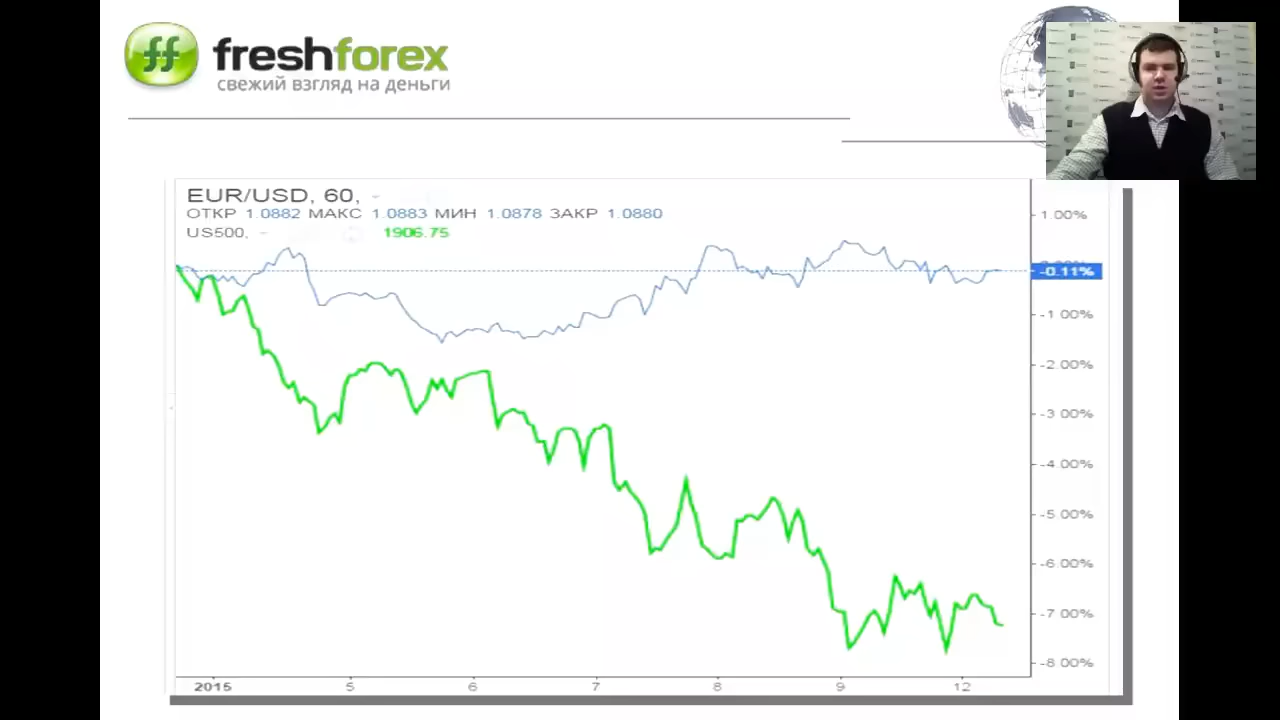 ff freshforex
свежий взгляд на деньги
EUR/USD, 60,
ОТКР 1.0882 МАКС 1.0883 МИН 1.0878 ЗАКР 1.0880
US500, 1906.75
1.00%
-0.11%
-1.00%
-2.00%
-3.00%
-4.00%
-5.00%
-6.00%
-7.00%
-8.00%
2015 5 6 7 8 9 12